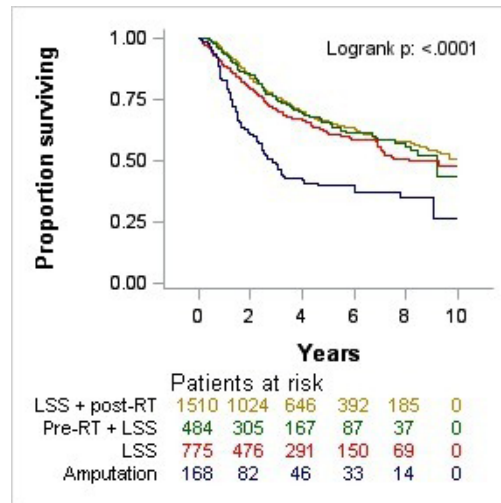 1.00
Logrank p: <.0001
0.75
0.50
0.25
0.00
Proportion surviving
0 2 4 6 8 10
Years
Patients at risk
LSS + post-RT 1510 1024 646 392 185 0
Pre-RT + LSS 484 305 167 87 37 0
LSS 775 476 291 150 69 0
Amputation 168 82 46 33 14 0